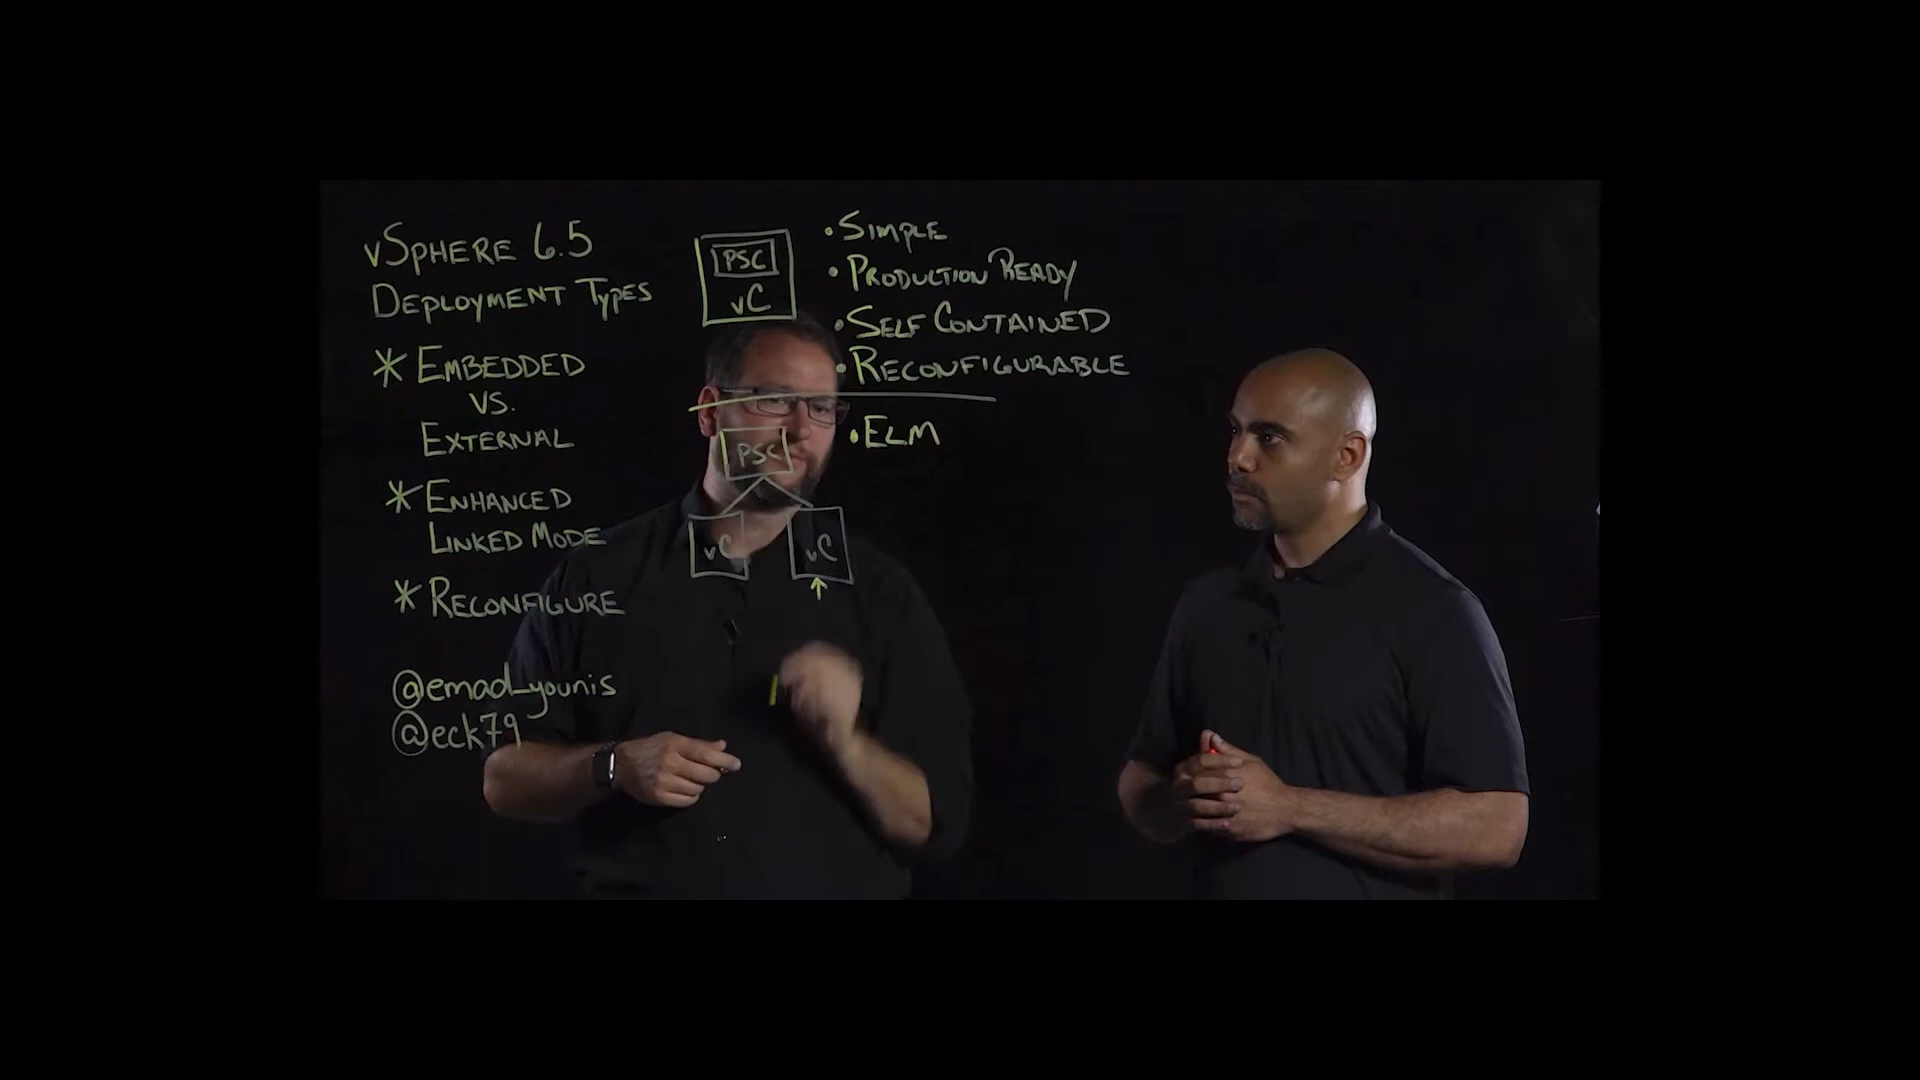 vSphere 6.5
Deployment Types
* Embedded
vs.
External
* Enhanced
Linked Mode
* Reconfigure
@emad_younis
@eck79
PSC
vC
• Simple
• Production Ready
• Self Contained
• Reconfigurable
• ELM
PSC
vC
vC